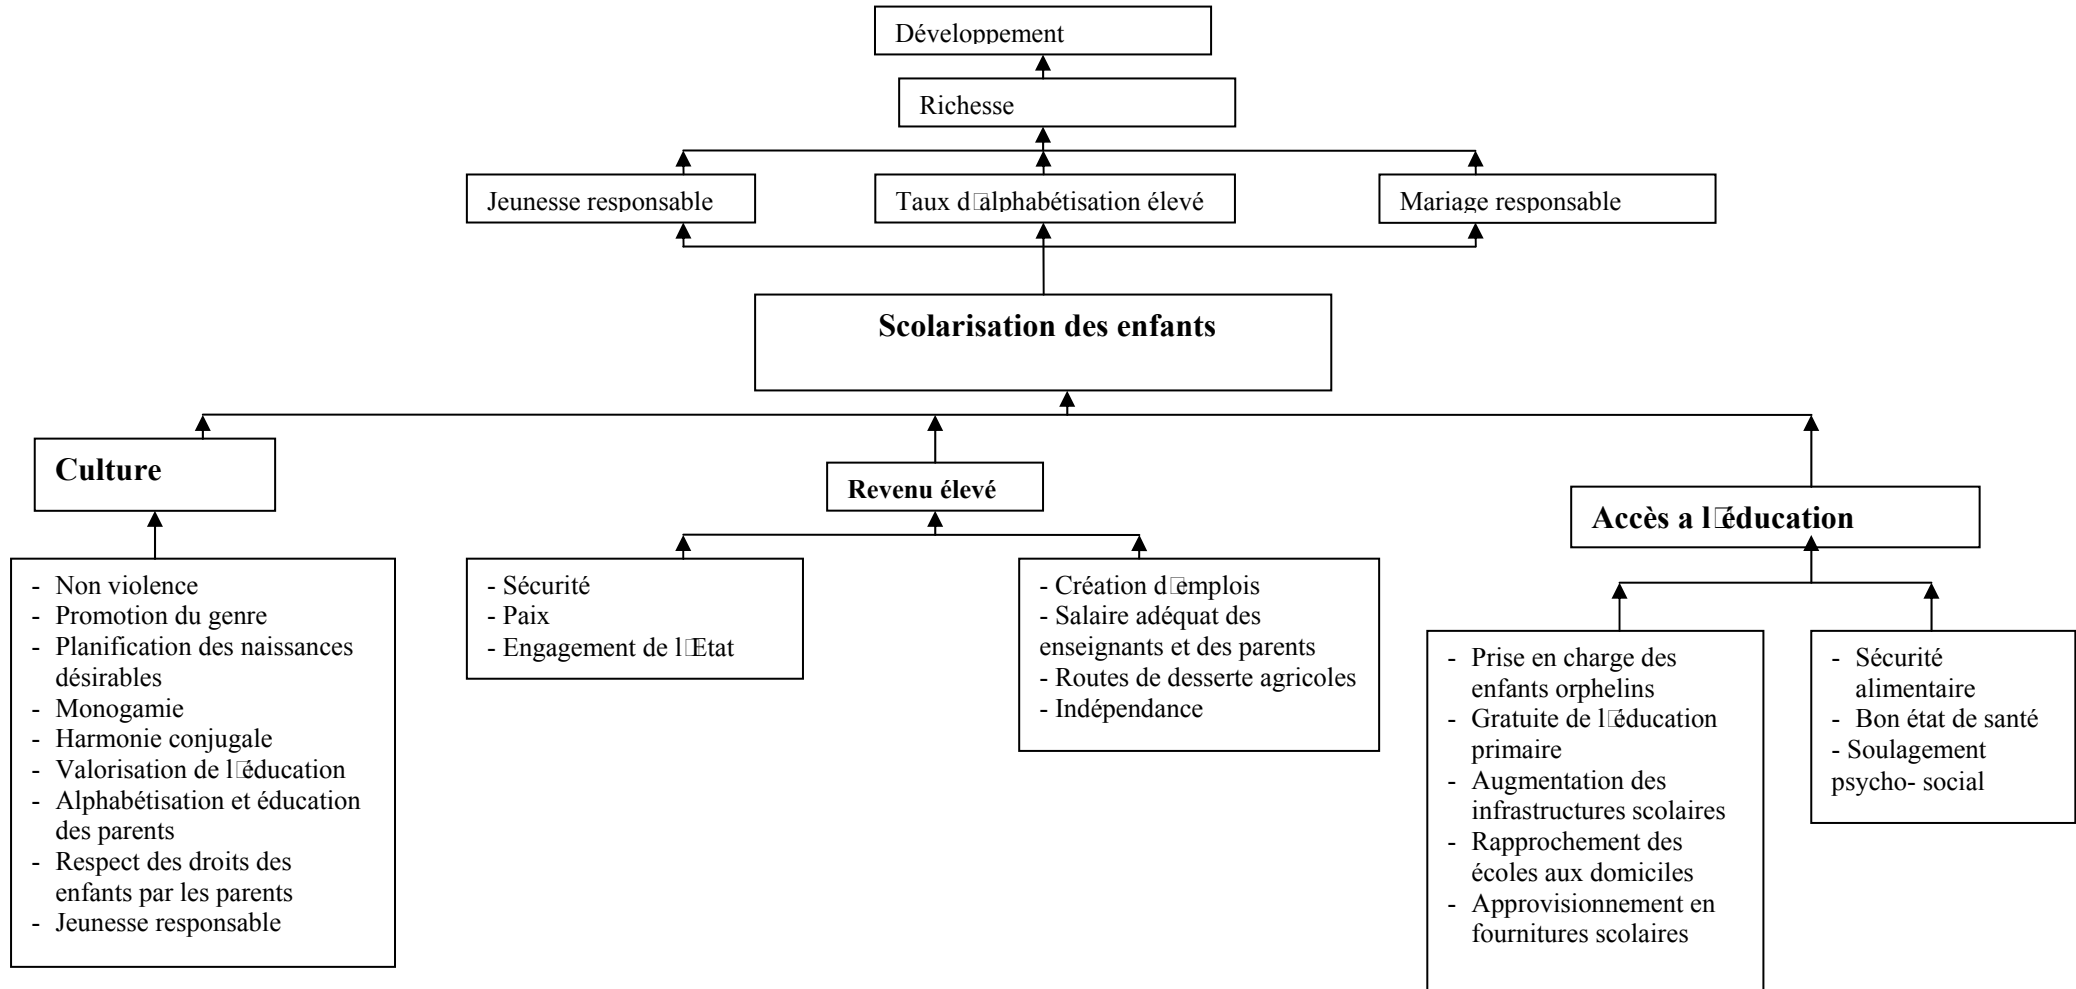 Développement
Richesse
Jeunesse responsable
Taux d□alphabétisation élevé
Mariage responsable
Scolarisation des enfants
Culture
Revenu élevé
Accès a l□éducation
- Non violence
- Promotion du genre
- Planification des naissances
désirables
- Monogamie
- Harmonie conjugale
- Valorisation de l□éducation
- Alphabétisation et éducation
des parents
- Respect des droits des
enfants par les parents
- Jeunesse responsable
- Sécurité
- Paix
- Engagement de l□Etat
- Création d□emplois
- Salaire adéquat des
enseignants et des parents
- Routes de desserte agricoles
- Indépendance
- Prise en charge des
enfants orphelins
- Gratuite de l□éducation
primaire
- Augmentation des
infrastructures scolaires
- Rapprochement des
écoles aux domiciles
- Approvisionnement en
fournitures scolaires
- Sécurité
alimentaire
- Bon état de santé
- Soulagement
psycho- social